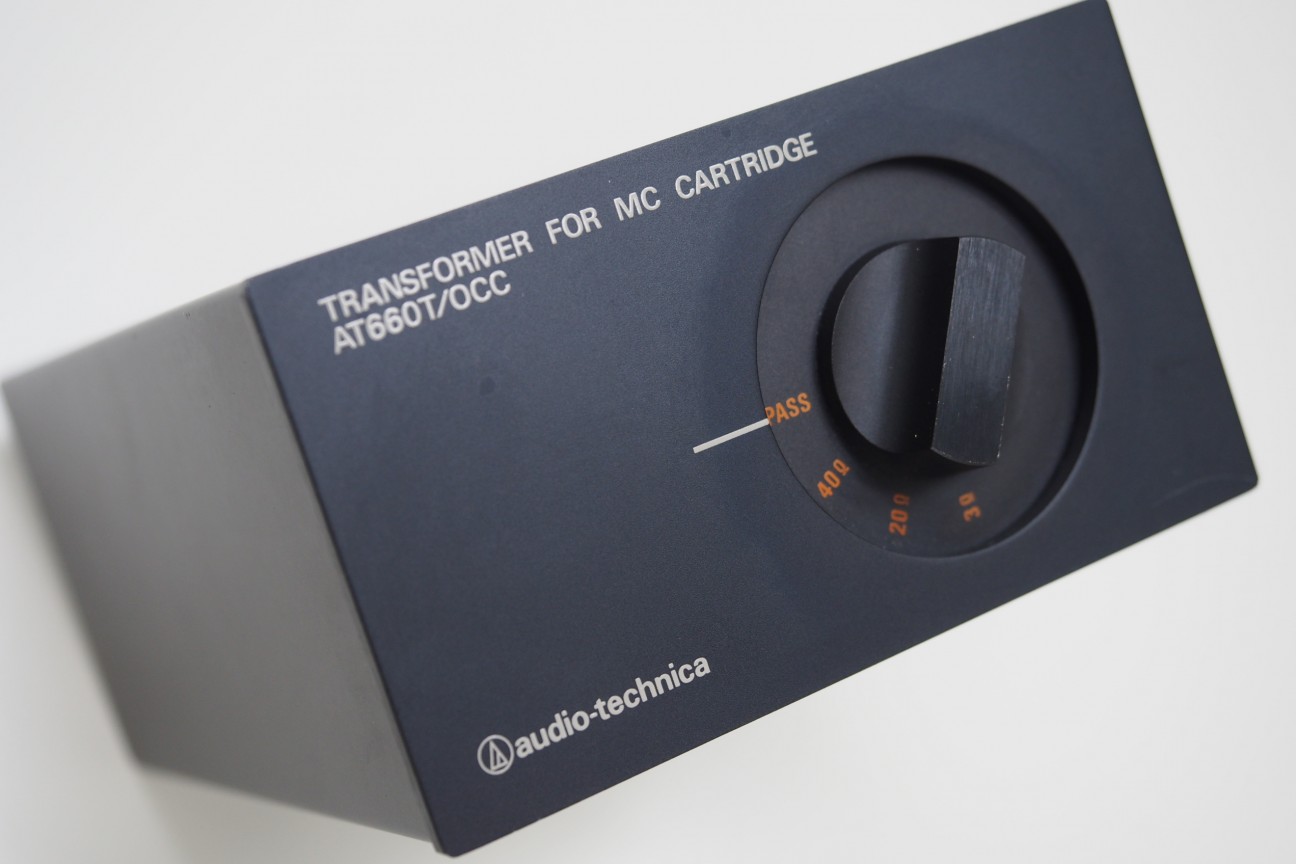 TRANSFORMER FOR MC CARTRIDGE
AT660T/OCC
PASS
40Ω
20Ω
3Ω
audio-technica